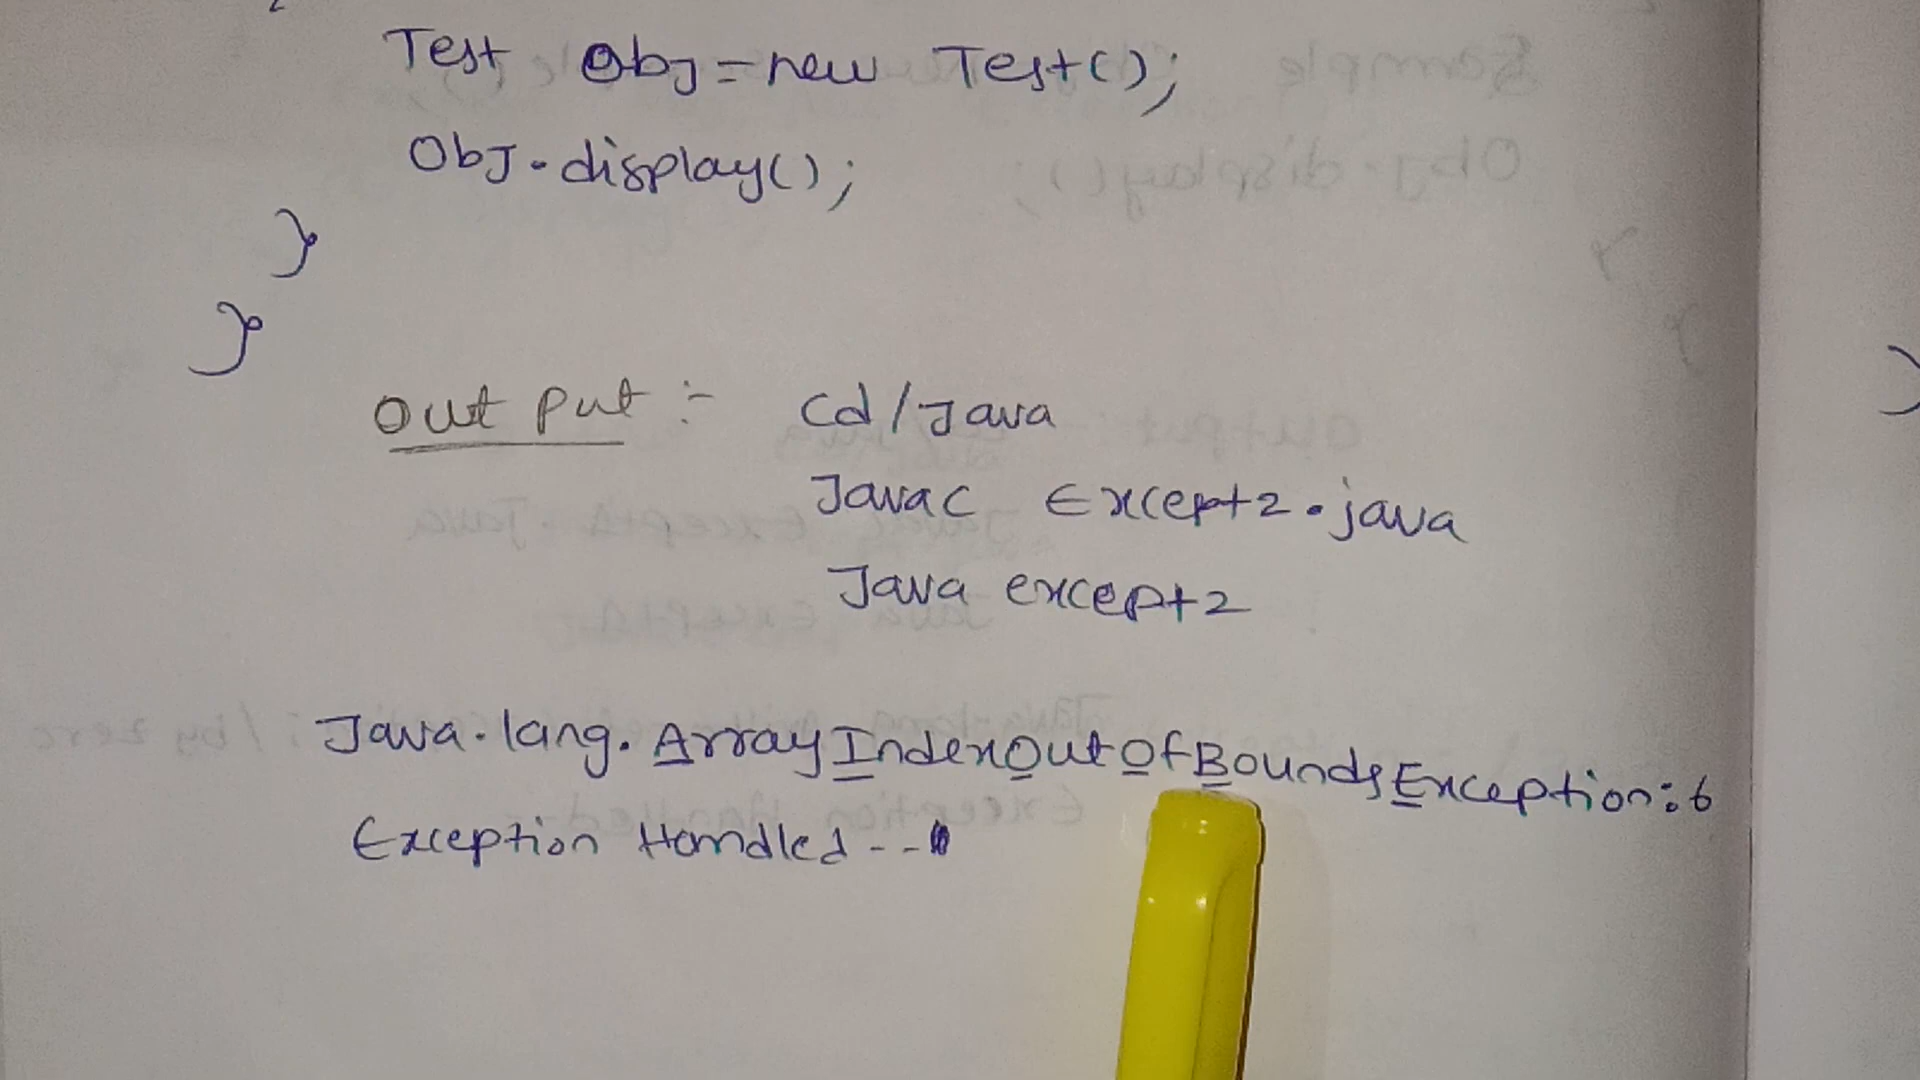 Test Obj = new Test();
Obj.display();
}
}
out put :- cd/Java
Javac Except2.java
Java except2
Java.lang.ArrayIndexOutOfBoundsException:6
Exception Handled--